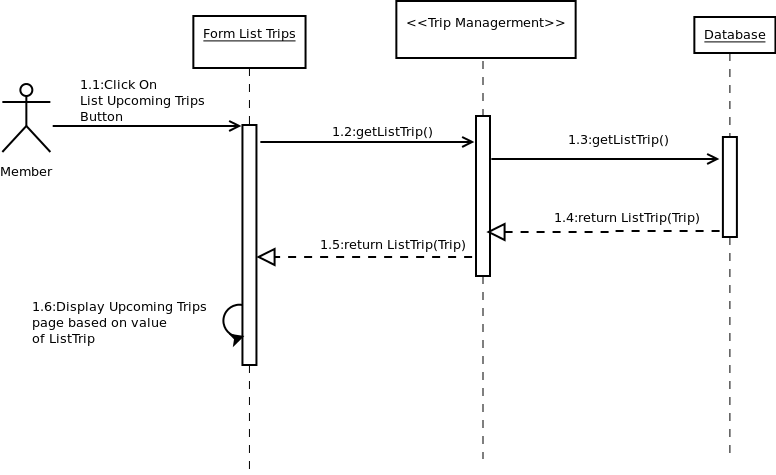 Form List Trips
<<Trip Managerment>>
Database
1.1:Click On
List Upcoming Trips
Button
Member
1.2:getListTrip()
1.3:getListTrip()
1.4:return ListTrip(Trip)
1.5:return ListTrip(Trip)
1.6:Display Upcoming Trips
page based on value
of ListTrip